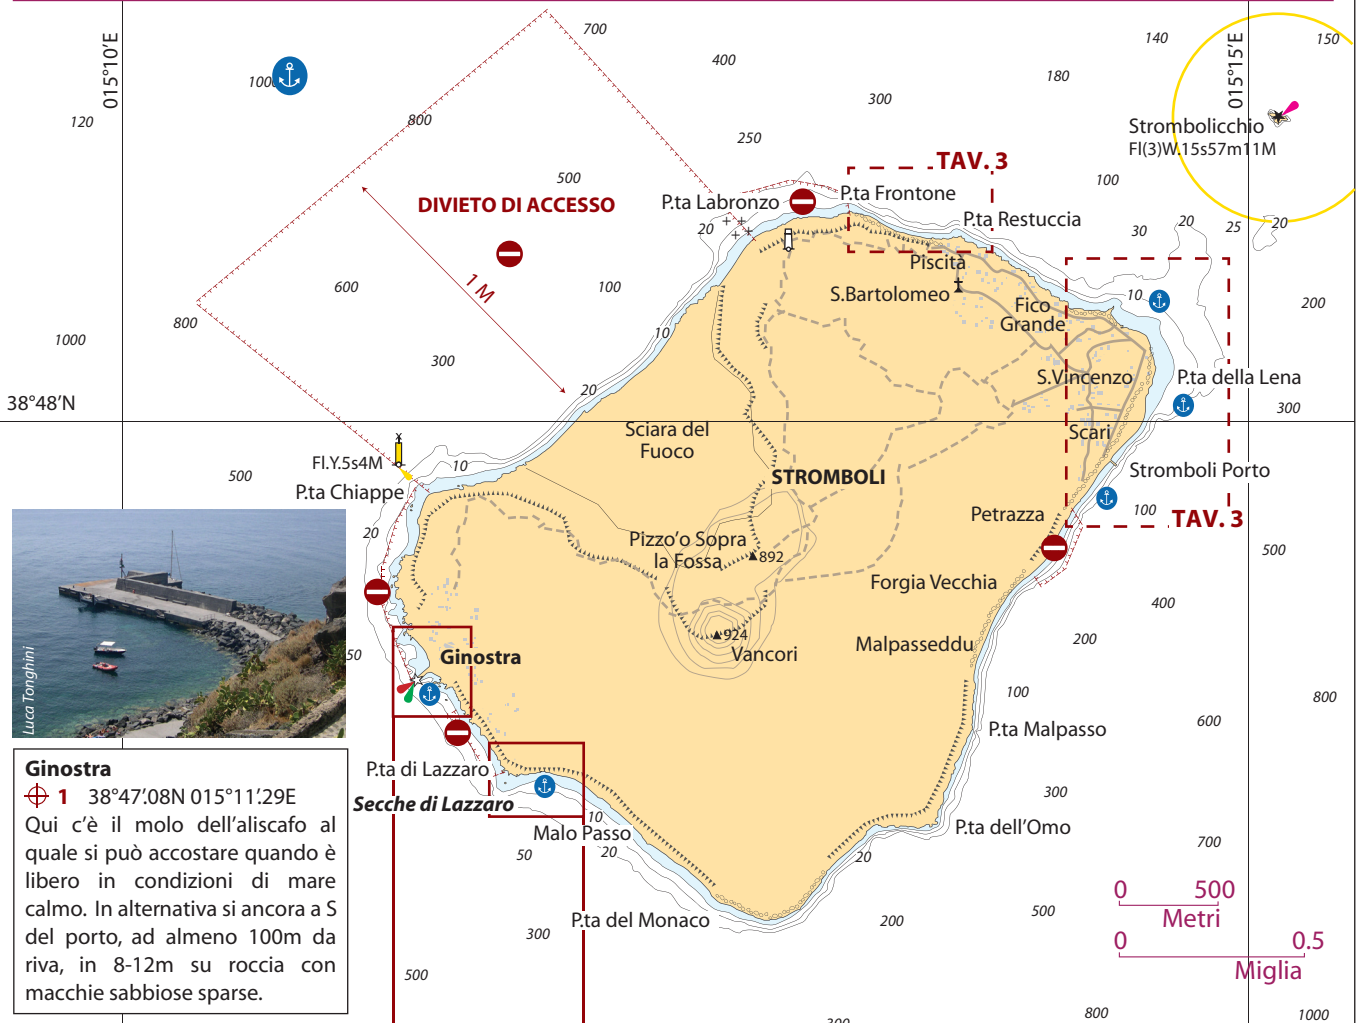 700
140
150
400
015°10'E
015°15'E
1000
180
300
120
800
250
Strombolicchio
Fl(3)W.15s57m11M
TAV. 3
500
100
DIVIETO DI ACCESSO
P.ta Labronzo
P.ta Frontone
P.ta Restuccia
20
20
25
20
30
1 M
Piscità
600
100
S.Bartolomeo
10
Fico
Grande
200
800
10
1000
300
S.Vincenzo
P.ta della Lena
20
38°48'N
300
Sciara del
Fuoco
Scari
Fl.Y.5s4M
10
500
STROMBOLI
Stromboli Porto
P.ta Chiappe
100
Petrazza
TAV. 3
20
Pizzo'o Sopra
la Fossa
892
500
Forgia Vecchia
400
924
Vancori
Malpasseddu
200
50
Ginostra
Luca Tonghini
100
800
P.ta Malpasso
600
P.ta di Lazzaro
Secche di Lazzaro
300
10
Malo Passo
P.ta dell'Omo
50
20
20
700
Ginostra
1 38°47'.08N 015°11'.29E
Qui c'è il molo dell'aliscafo al
quale si può accostare quando è
libero in condizioni di mare
calmo. In alternativa si ancora a S
del porto, ad almeno 100m da
riva, in 8-12m su roccia con
macchie sabbiose sparse.
0 500
Metri
P.ta del Monaco
200
500
300
0 0.5
Miglia
500
300
800
1000